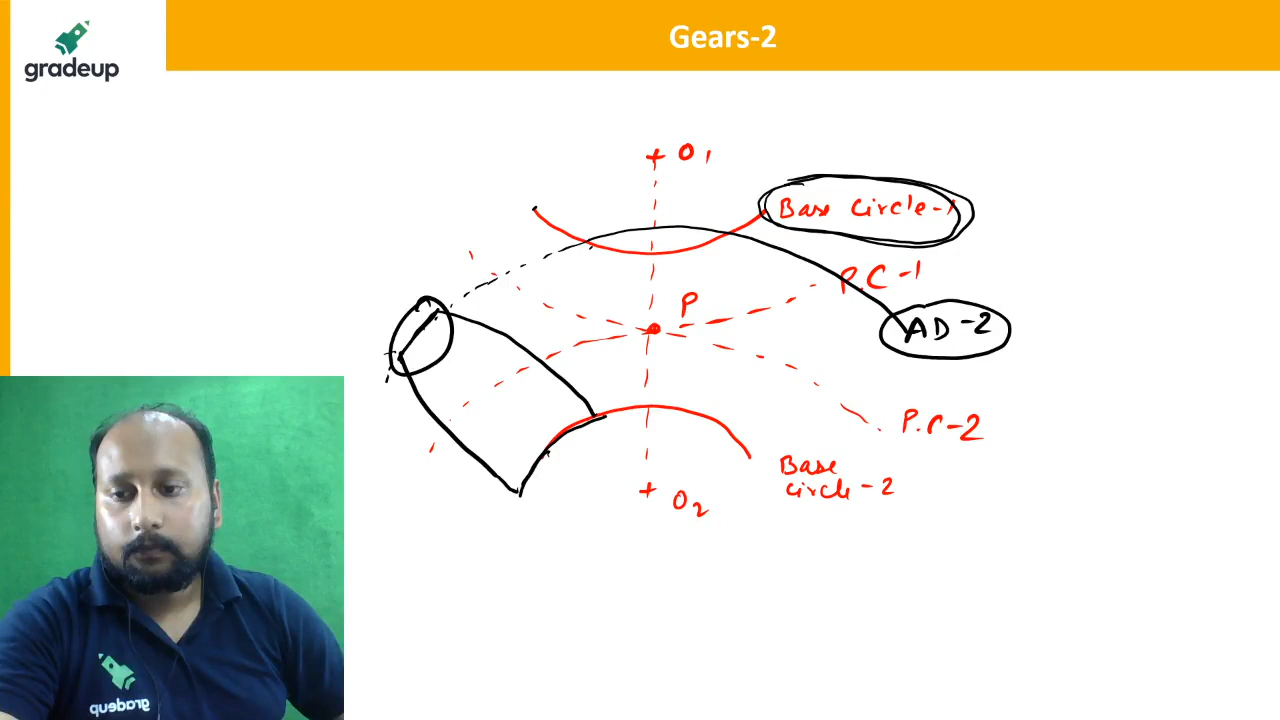 Gears-2
gradeup
+ O1
Base Circle-1
P.C-1
P
AD-2
P.C-2
Base
circle-2
+ O2
gradeup